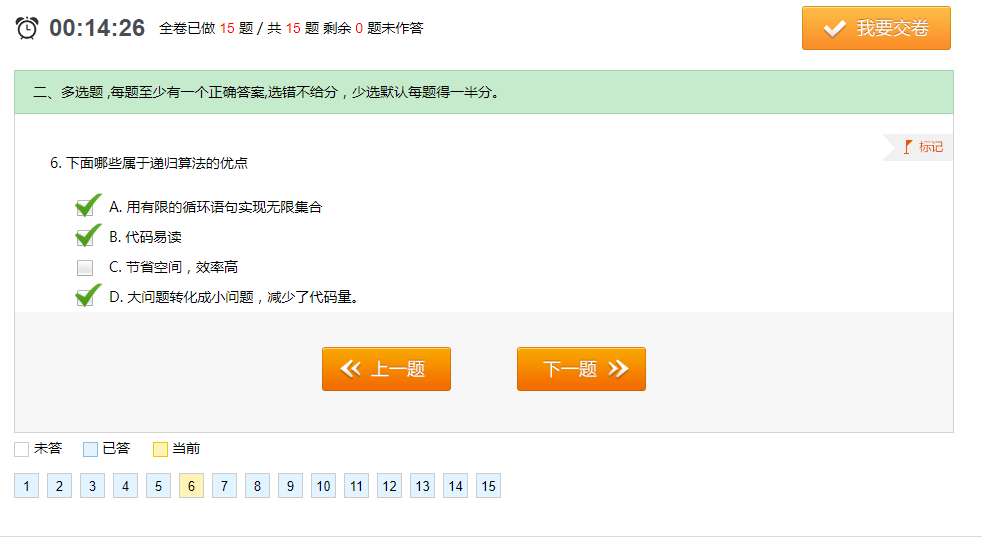 00:14:26 全卷已做 15 题 / 共 15 题 剩余 0 题未作答 我要交卷
二、多选题 ,每题至少有一个正确答案,选错不给分，少选默认每题得一半分。
标记
6. 下面哪些属于递归算法的优点
A. 用有限的循环语句实现无限集合
B. 代码易读
C. 节省空间，效率高
D. 大问题转化成小问题，减少了代码量。
上一题 下一题
未答 已答 当前
1 2 3 4 5 6 7 8 9 10 11 12 13 14 15